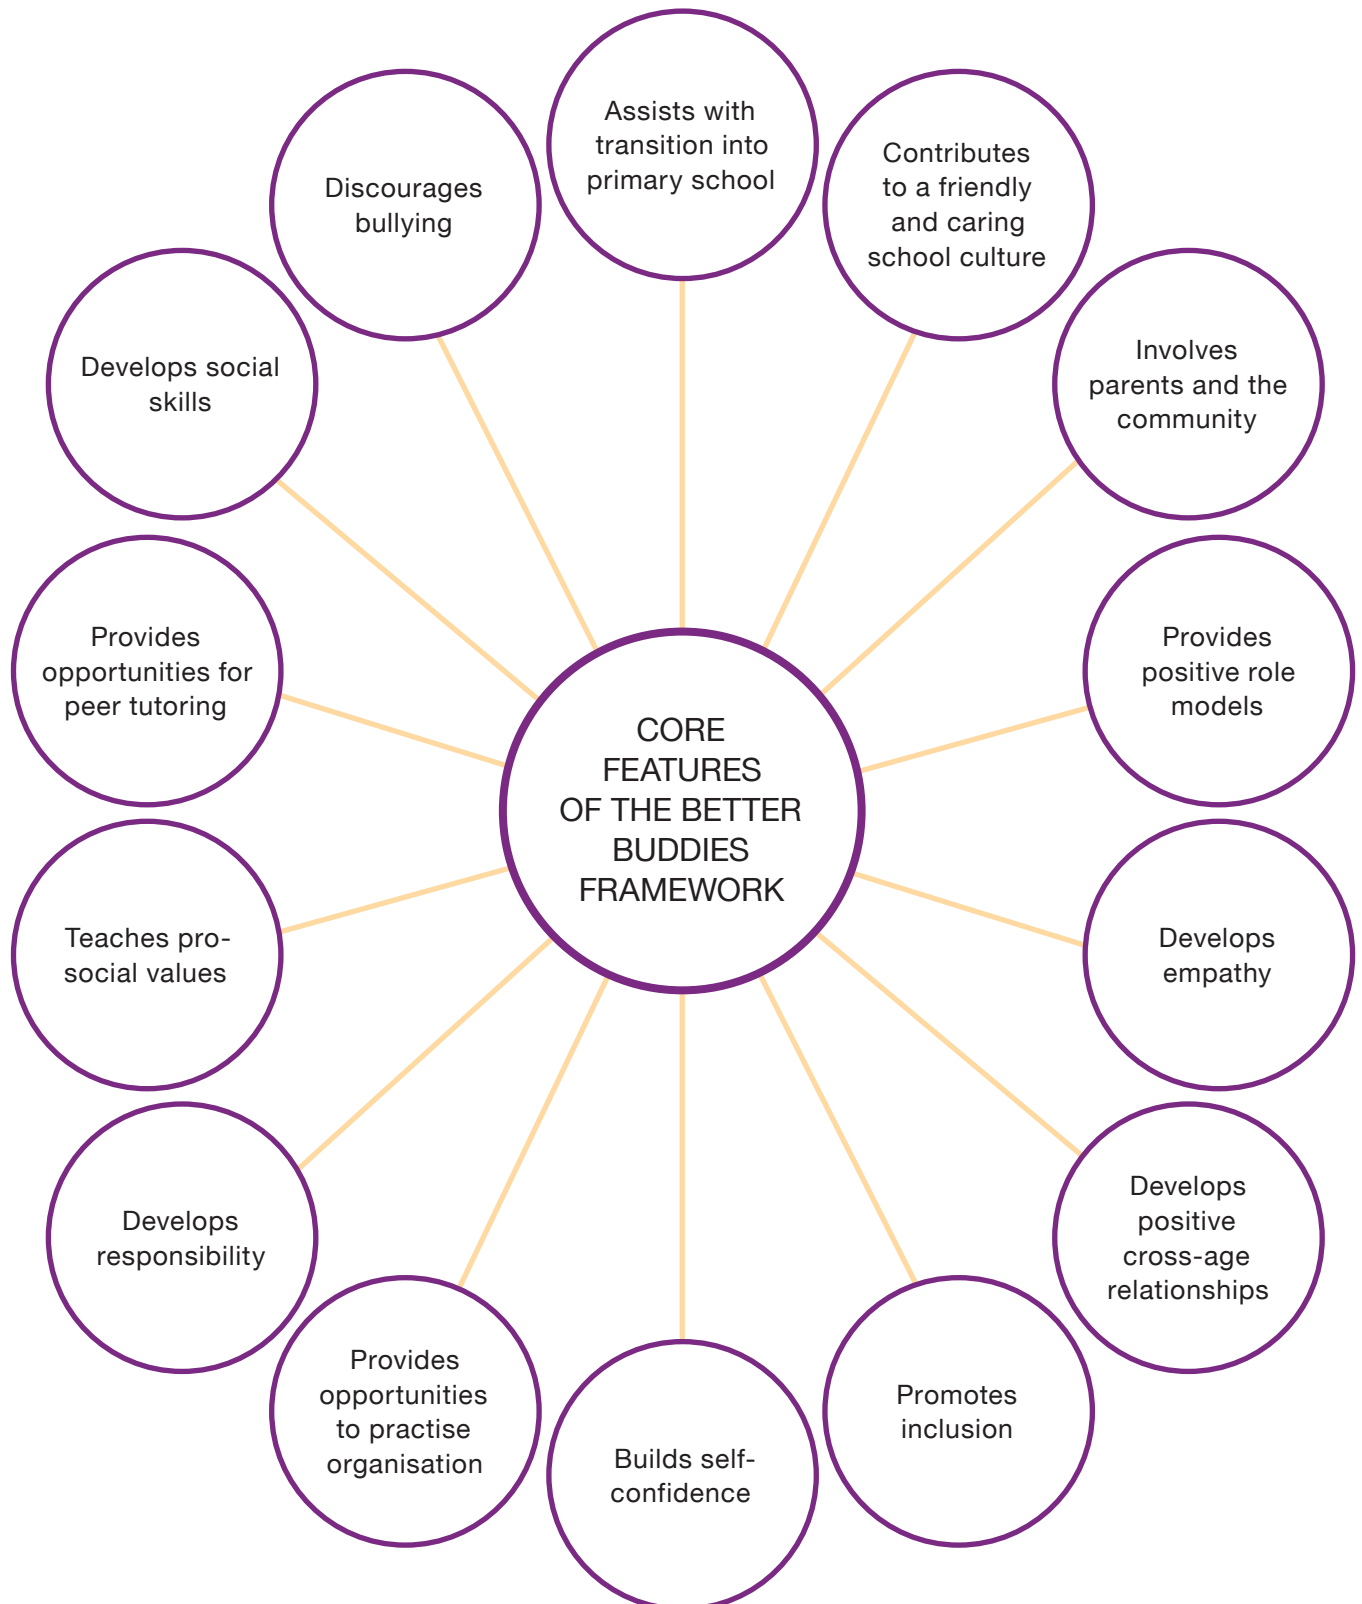 Assists with
transition into
primary school
Contributes
to a friendly
and caring
school culture
Involves
parents and the
community
Provides
positive role
models
Develops
empathy
Develops
positive
cross-age
relationships
Promotes
inclusion
Builds self-
confidence
Provides
opportunities
to practise
organisation
Develops
responsibility
Teaches pro-
social values
Provides
opportunities for
peer tutoring
Develops social
skills
Discourages
bullying
CORE
FEATURES
OF THE BETTER
BUDDIES
FRAMEWORK